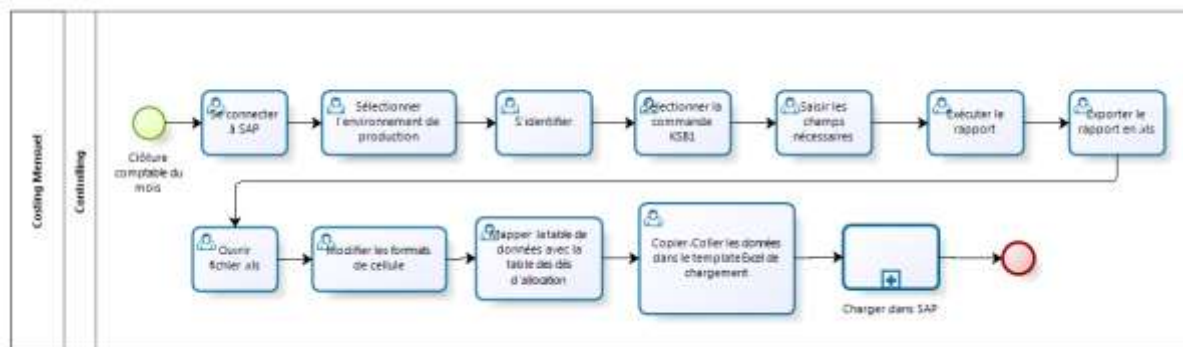 Costing Mensuel
Controlling
Clôture
comptable du
mois
Se connecter
à SAP
Sélectionner
l'environnement de
production
S'identifier
Sélectionner la
commande
KSB1
Saisir les
champs
nécessaires
Exécuter le
rapport
Exporter le
rapport en .xls
Ouvrir
fichier .xls
Modifier les formats
de cellule
Mapper la table de
données avec la
table des clés
d'allocation
Copier-Coller les données
dans le template Excel de
chargement
Charger dans SAP